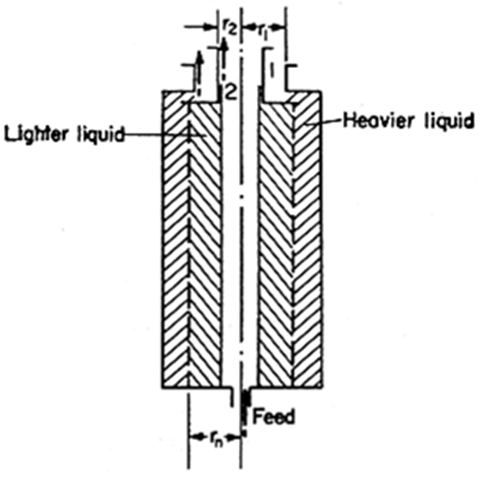 r₂ r₁
1
2
Lighter liquid
Heavier liquid
Feed
rₙ